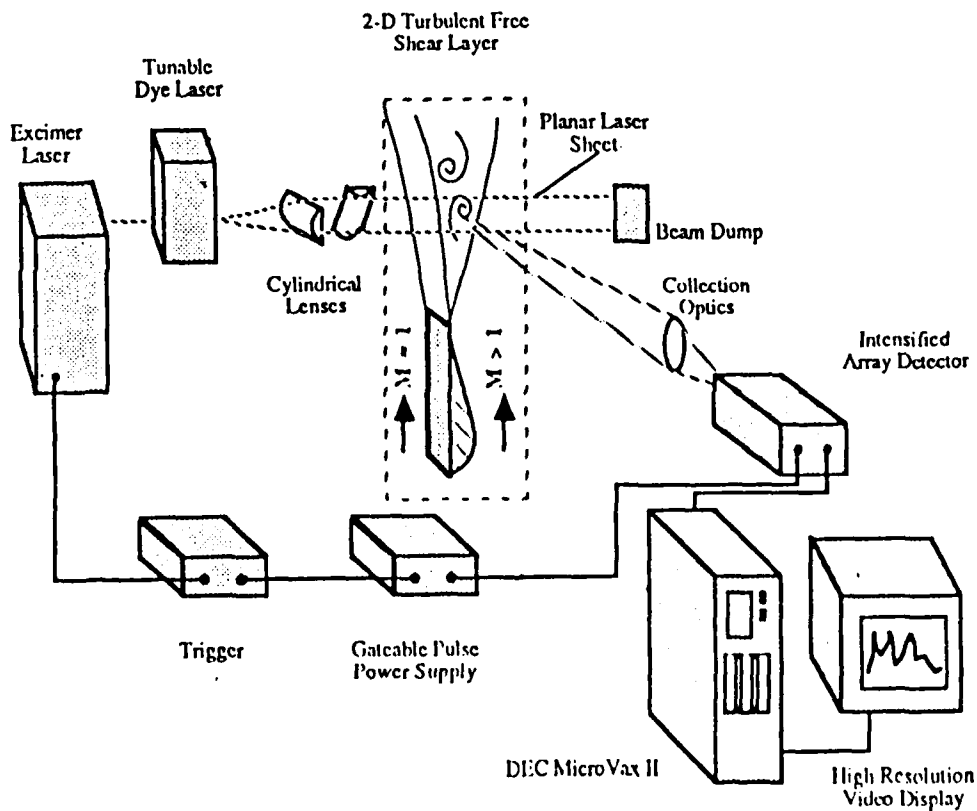 2-D Turbulent Free
Shear Layer
Tunable
Dye Laser
Excimer
Laser
Planar Laser
Sheet
Beam Dump
Cylindrical
Lenses
Collection
Optics
Intensified
Array Detector
M = 1
M > 1
Trigger
Gateable Pulse
Power Supply
DEC MicroVax II
High Resolution
Video Display